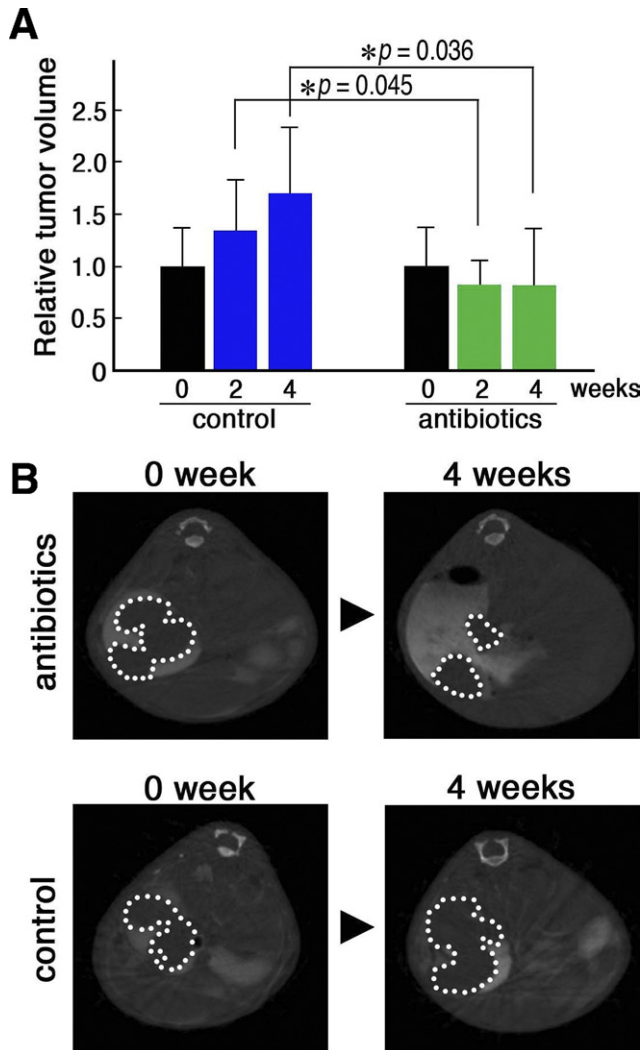 A
*p = 0.036
*p = 0.045
Relative tumor volume
2.5
2.0
1.5
1.0
0.5
0
0 2 4 0 2 4 weeks
control antibiotics
B
0 week 4 weeks
antibiotics
0 week 4 weeks
control